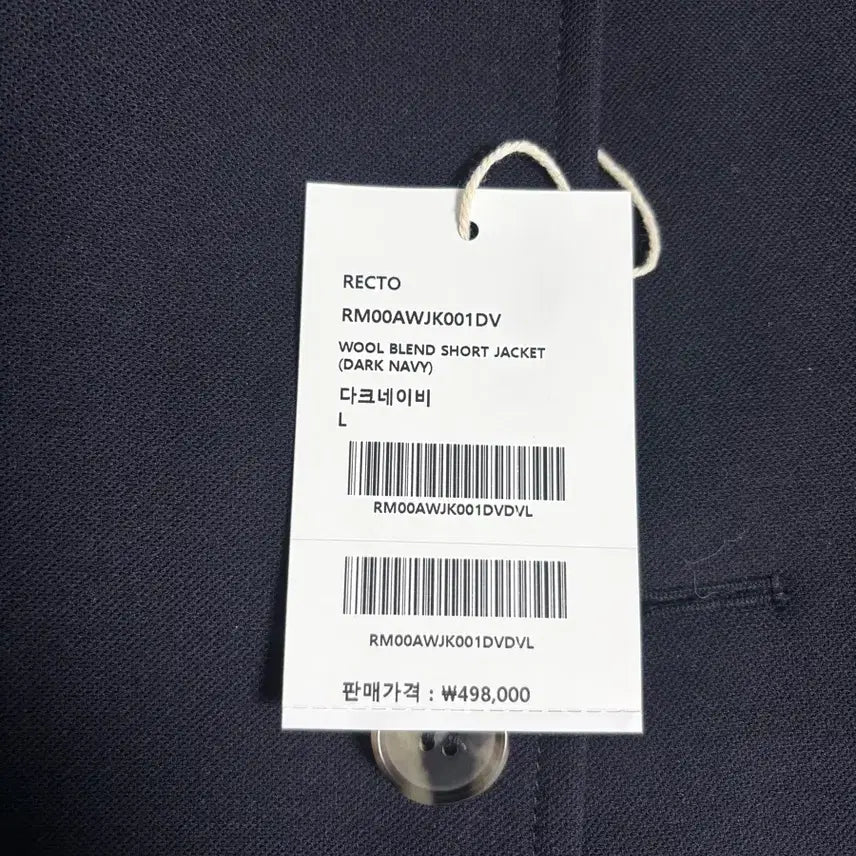 RECTO
RM00AWJK001DV
WOOL BLEND SHORT JACKET
(DARK NAVY)
다크네이비
L
RM00AWJK001DVDVL
RM00AWJK001DVDVL
판매가격 : ₩498,000